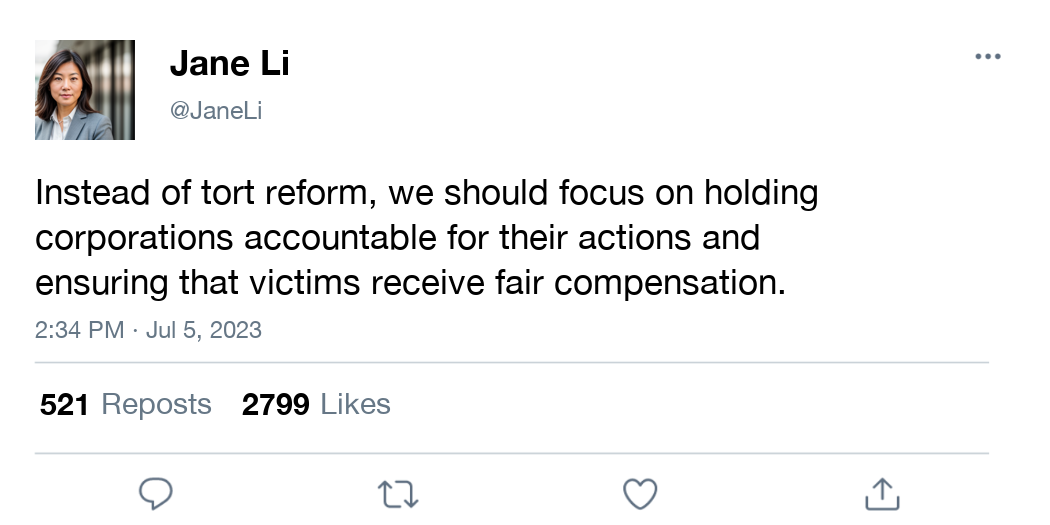 Jane Li
@JaneLi
Instead of tort reform, we should focus on holding
corporations accountable for their actions and
ensuring that victims receive fair compensation.
2:34 PM · Jul 5, 2023
521 Reposts 2799 Likes